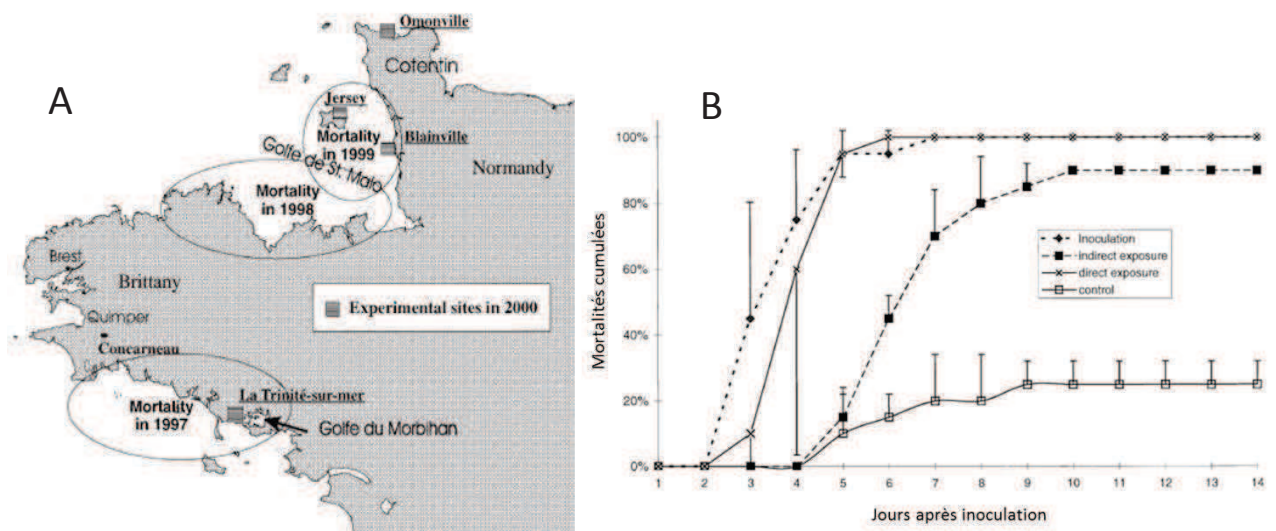 A
Omonville
Cotentin
Jersey
Mortality
in 1999
Blainville
Golfe de St. Malo
Normandy
Mortality
in 1998
Brest
Brittany
Experimental sites in 2000
Quimper
Concarneau
La Trinité-sur-mer
Mortality
in 1997
Golfe du Morbihan
B
Mortalités cumulées
100%
80%
60%
40%
20%
0%
Inoculation
indirect exposure
direct exposure
control
1 2 3 4 5 6 7 8 9 10 11 12 13 14
Jours après inoculation